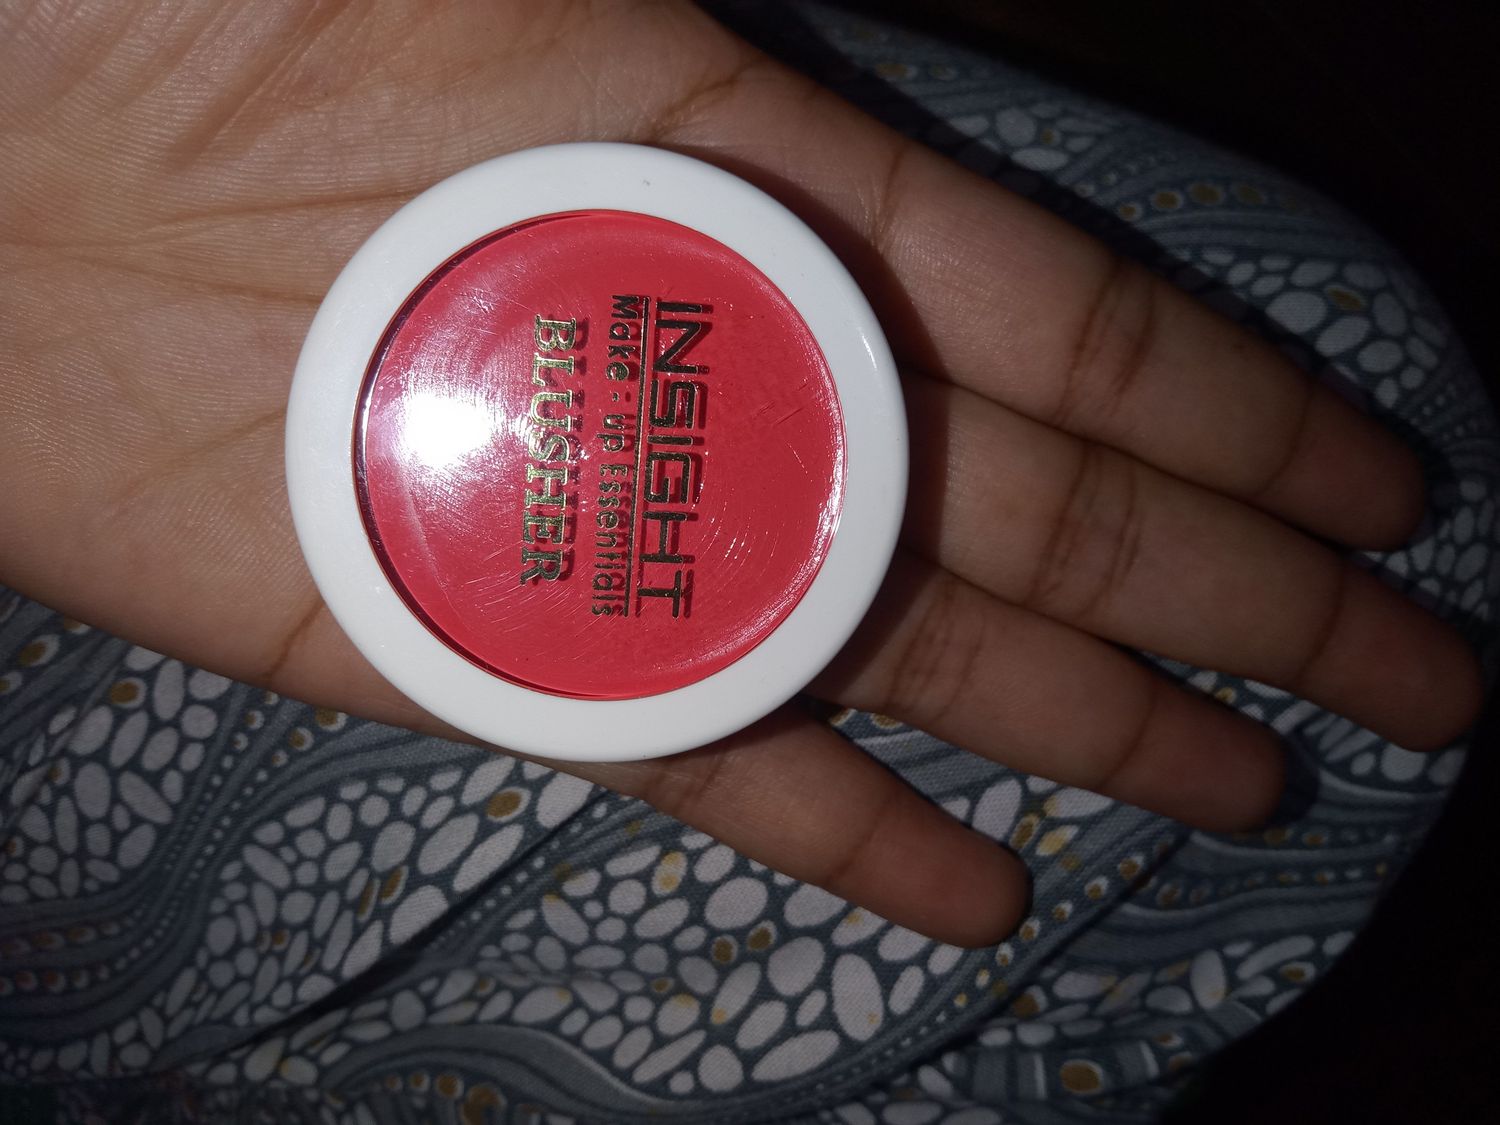 INSIGHT
Make-up Essentials
BLUSHER